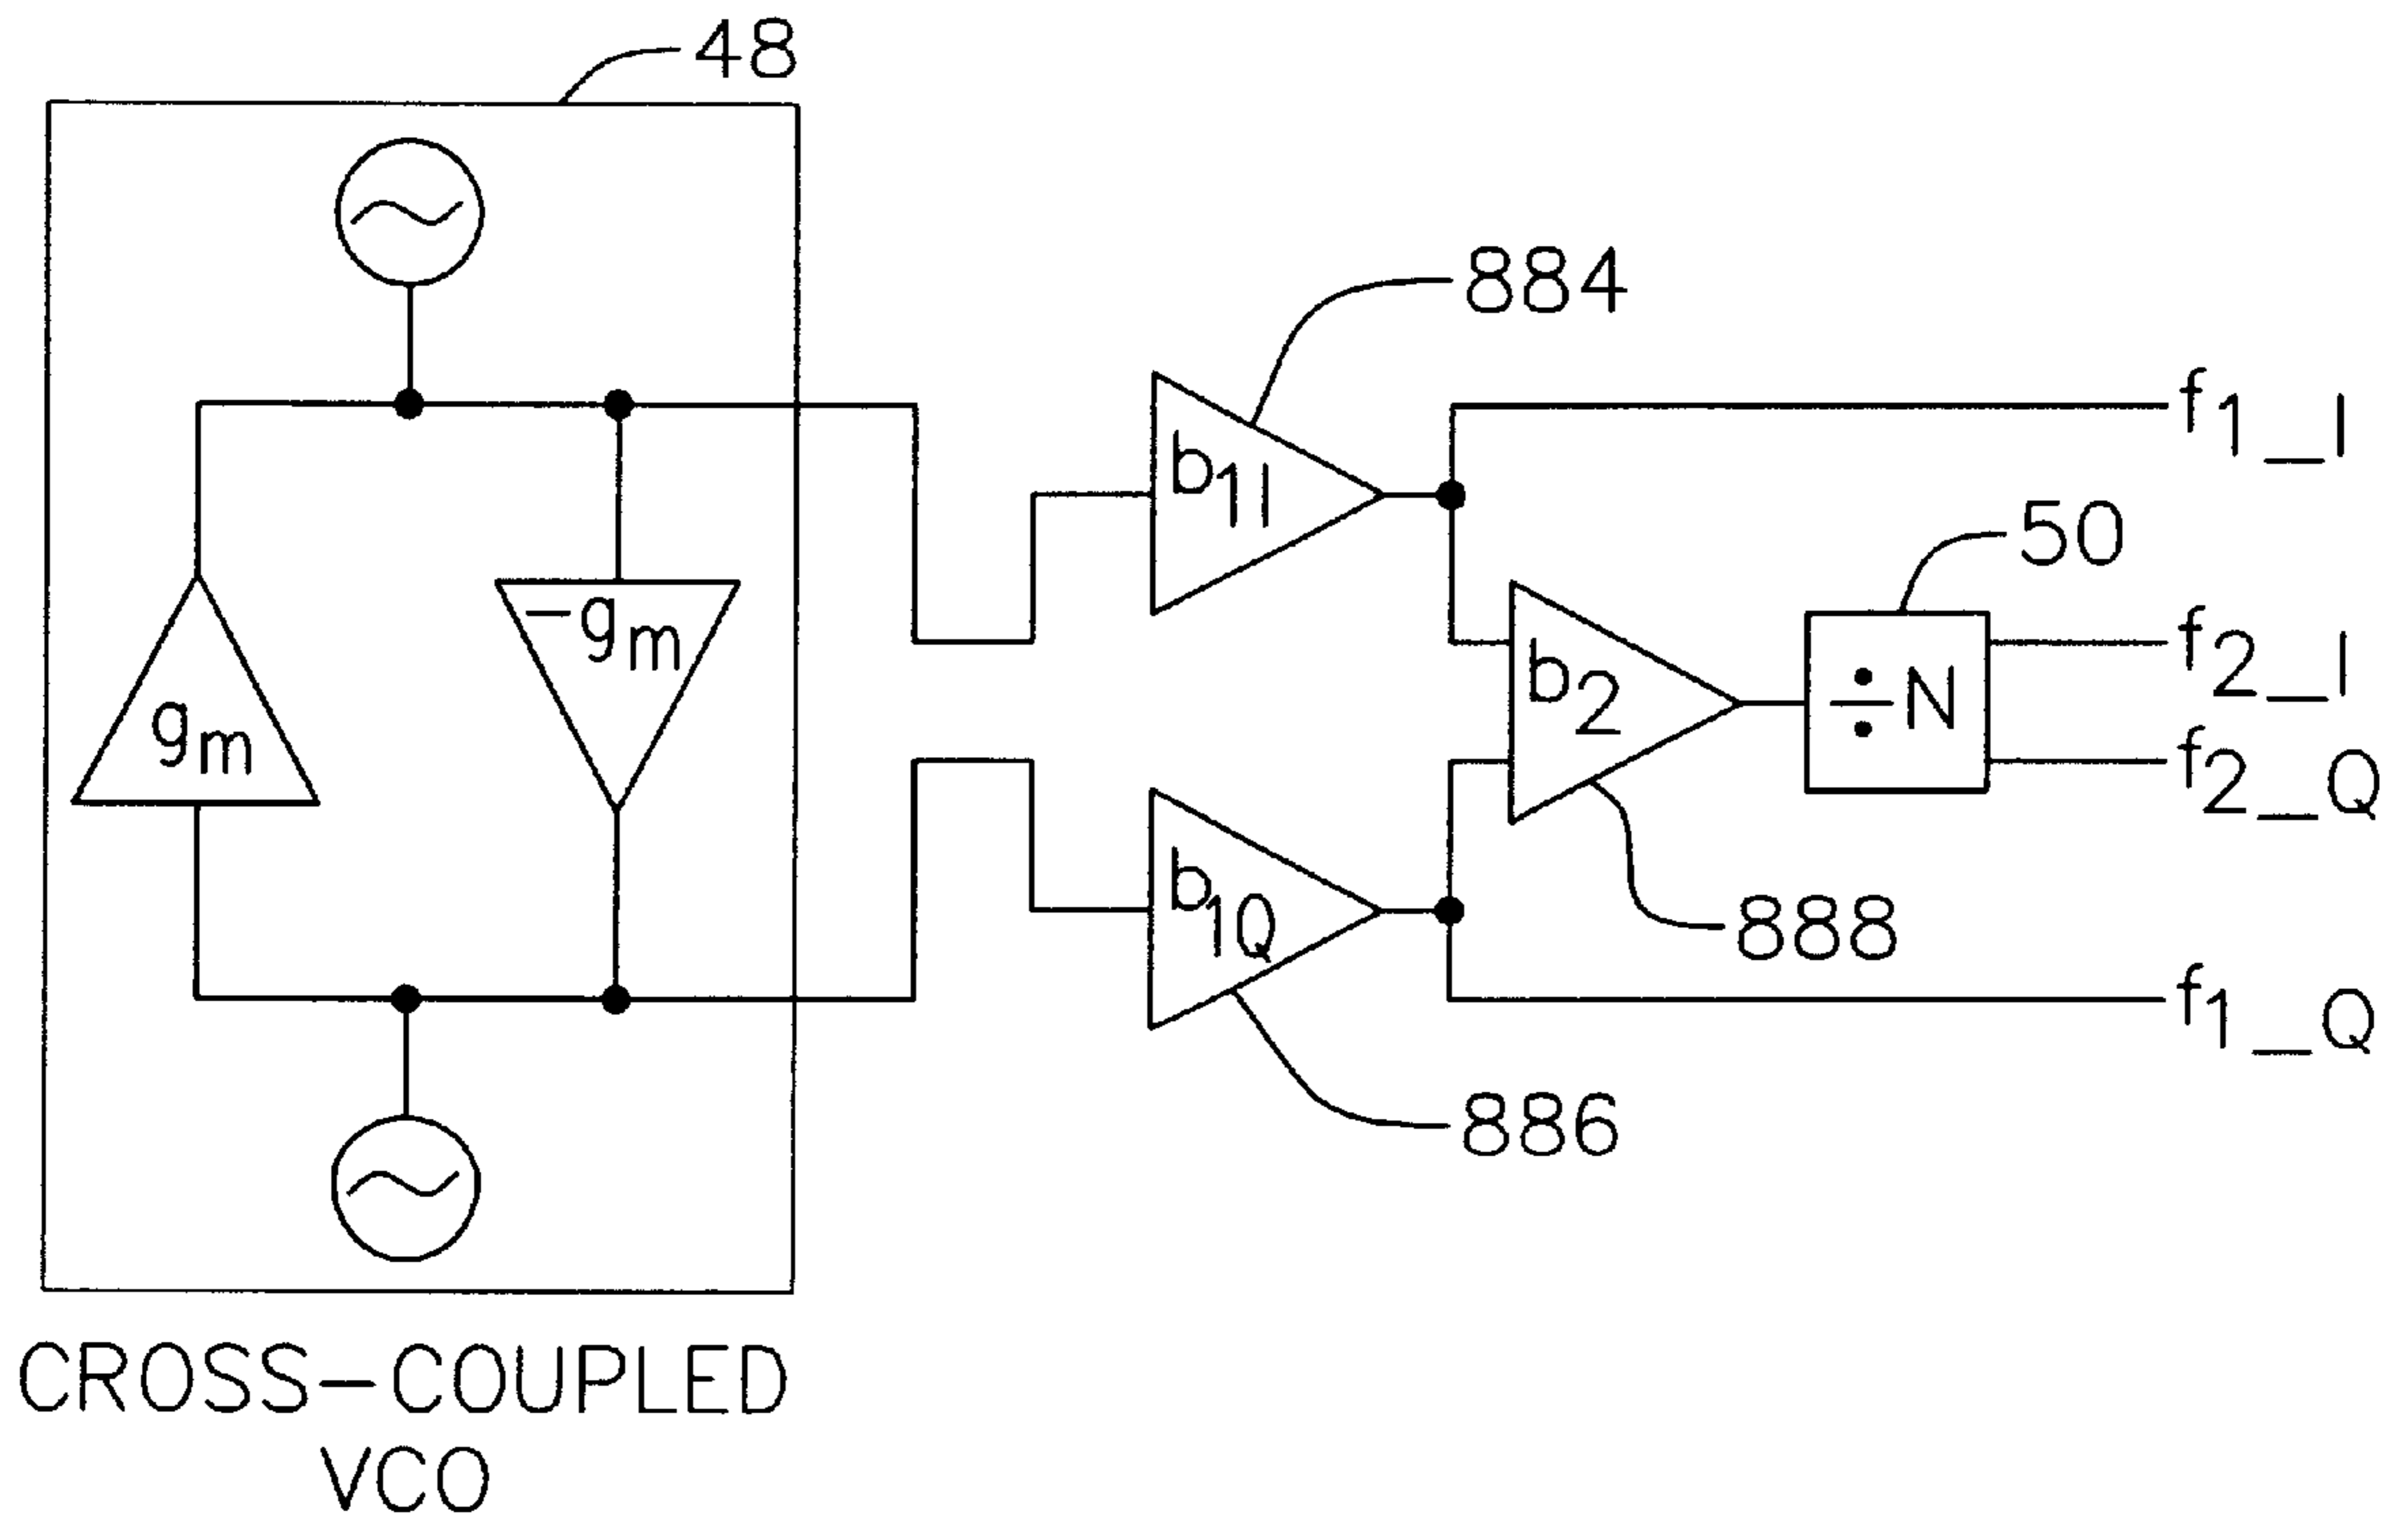 48
884
f1_I
b1I
50
-gm
f2_I
b2
÷N
gm
f2_Q
b1Q
888
f1_Q
886
CROSS-COUPLED
VCO